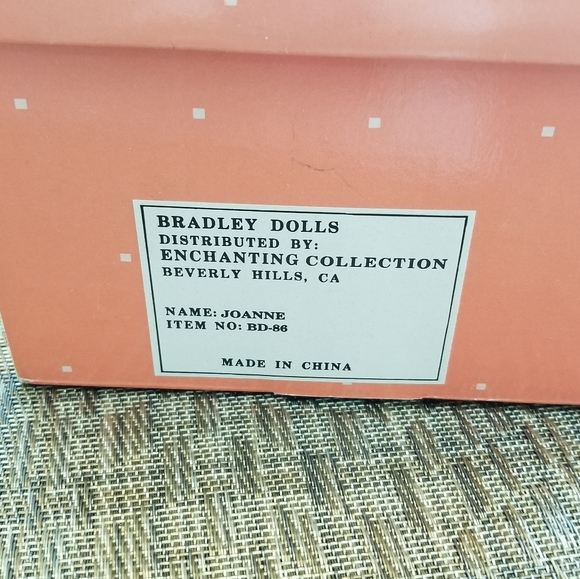 BRADLEY DOLLS
DISTRIBUTED BY:
ENCHANTING COLLECTION
BEVERLY HILLS, CA
NAME: JOANNE
ITEM NO: BD-86
MADE IN CHINA